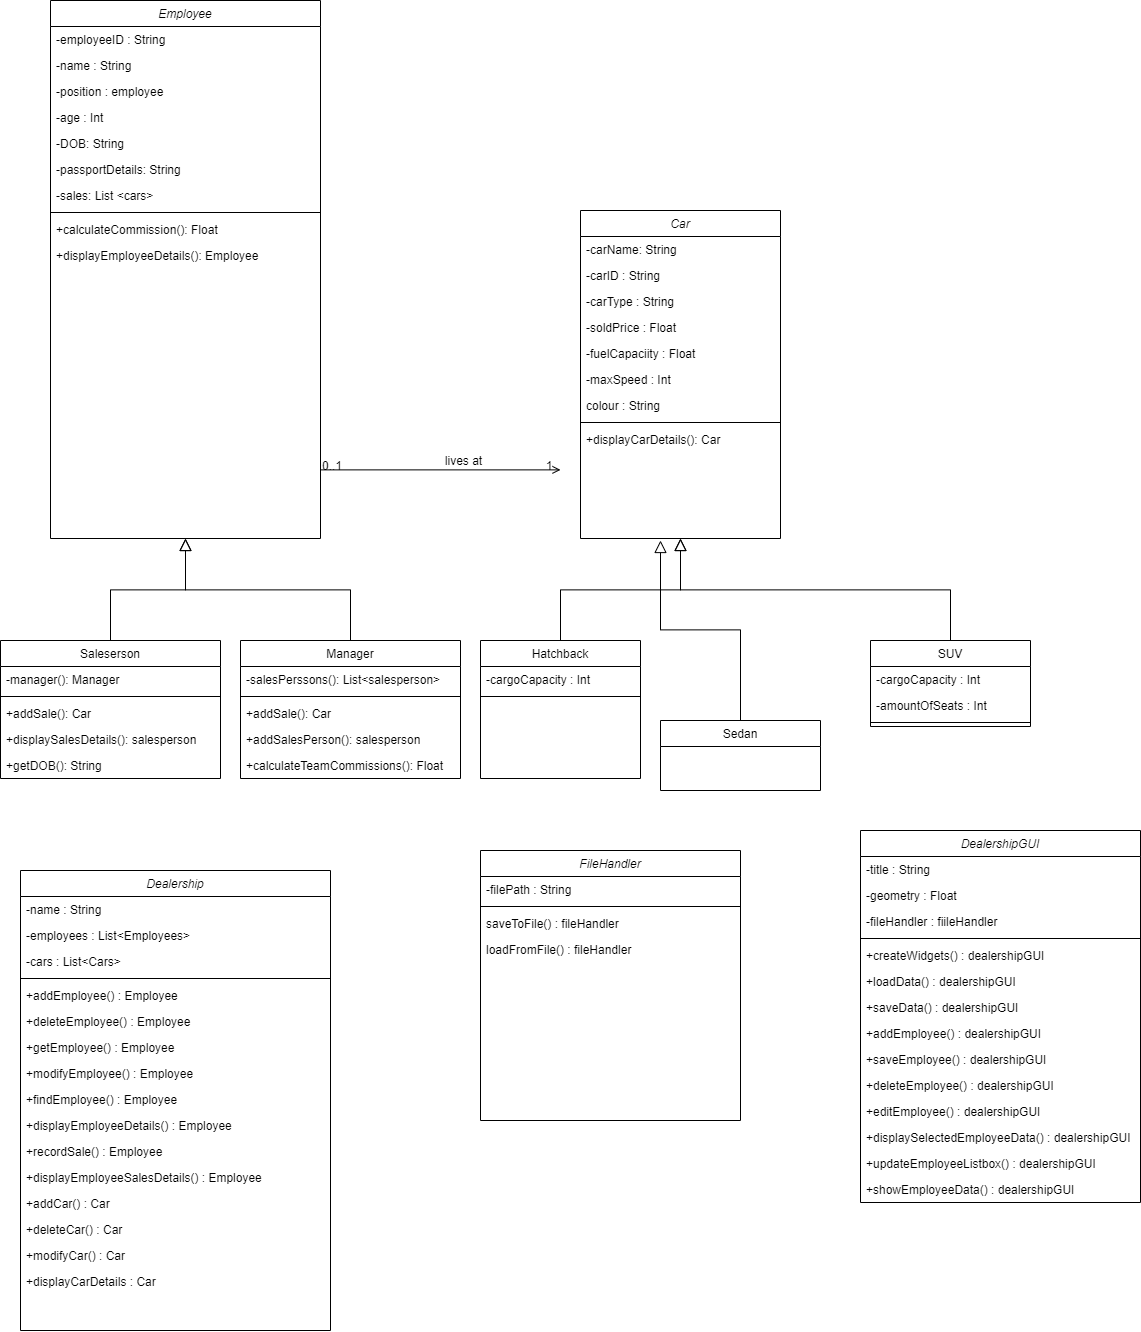 Employee
-employeeID : String
-name : String
-position : employee
-age : Int
-DOB: String
-passportDetails: String
-sales: List <cars>
+calculateCommission(): Float
+displayEmployeeDetails(): Employee
Car
-carName: String
-carID : String
-carType : String
-soldPrice : Float
-fuelCapaciity : Float
-maxSpeed : Int
colour : String
+displayCarDetails(): Car
0..1
lives at
1
Saleserson
-manager(): Manager
+addSale(): Car
+displaySalesDetails(): salesperson
+getDOB(): String
Manager
-salesPerssons(): List<salesperson>
+addSale(): Car
+addSalesPerson(): salesperson
+calculateTeamCommissions(): Float
Hatchback
-cargoCapacity : Int
Sedan
SUV
-cargoCapacity : Int
-amountOfSeats : Int
Dealership
-name : String
-employees : List<Employees>
-cars : List<Cars>
+addEmployee() : Employee
+deleteEmployee() : Employee
+getEmployee() : Employee
+modifyEmployee() : Employee
+findEmployee() : Employee
+displayEmployeeDetails() : Employee
+recordSale() : Employee
+displayEmployeeSalesDetails() : Employee
+addCar() : Car
+deleteCar() : Car
+modifyCar() : Car
+displayCarDetails : Car
FileHandler
-filePath : String
saveToFile() : fileHandler
loadFromFile() : fileHandler
DealershipGUI
-title : String
-geometry : Float
-fileHandler : fiileHandler
+createWidgets() : dealershipGUI
+loadData() : dealershipGUI
+saveData() : dealershipGUI
+addEmployee() : dealershipGUI
+saveEmployee() : dealershipGUI
+deleteEmployee() : dealershipGUI
+editEmployee() : dealershipGUI
+displaySelectedEmployeeData() : dealershipGUI
+updateEmployeeListbox() : dealershipGUI
+showEmployeeData() : dealershipGUI